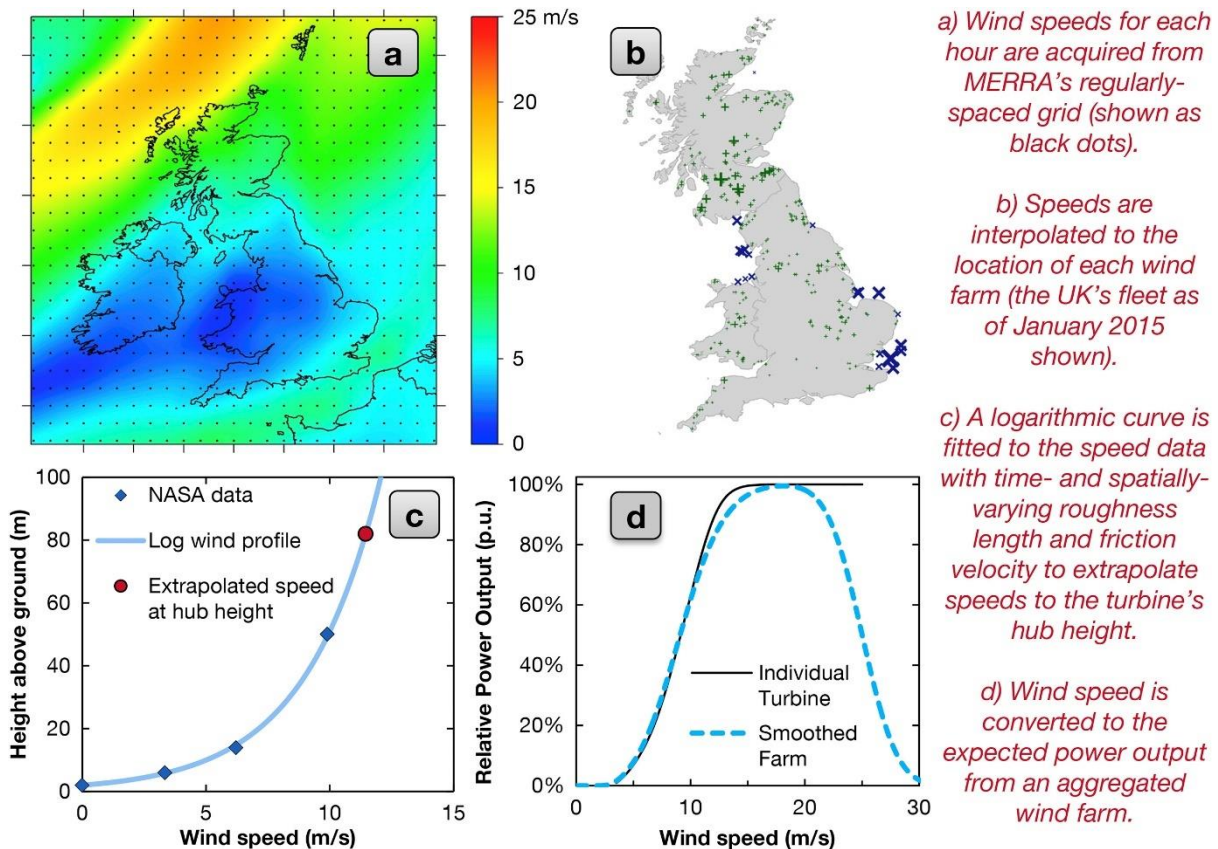 25 m/s
20
15
10
5
0
a
b
a) Wind speeds for each
hour are acquired from
MERRA's regularly-
spaced grid (shown as
black dots).
b) Speeds are
interpolated to the
location of each wind
farm (the UK's fleet as
of January 2015
shown).
c) A logarithmic curve is
fitted to the speed data
with time- and spatially-
varying roughness
length and friction
velocity to extrapolate
speeds to the turbine's
hub height.
d) Wind speed is
converted to the
expected power output
from an aggregated
wind farm.
Height above ground (m)
100
80
60
40
20
0
0
5
10
15
Wind speed (m/s)
NASA data
Log wind profile
Extrapolated speed
at hub height
c
Relative Power Output (p.u.)
100%
80%
60%
40%
20%
0%
0
10
20
30
Wind speed (m/s)
d
Individual
Turbine
Smoothed
Farm